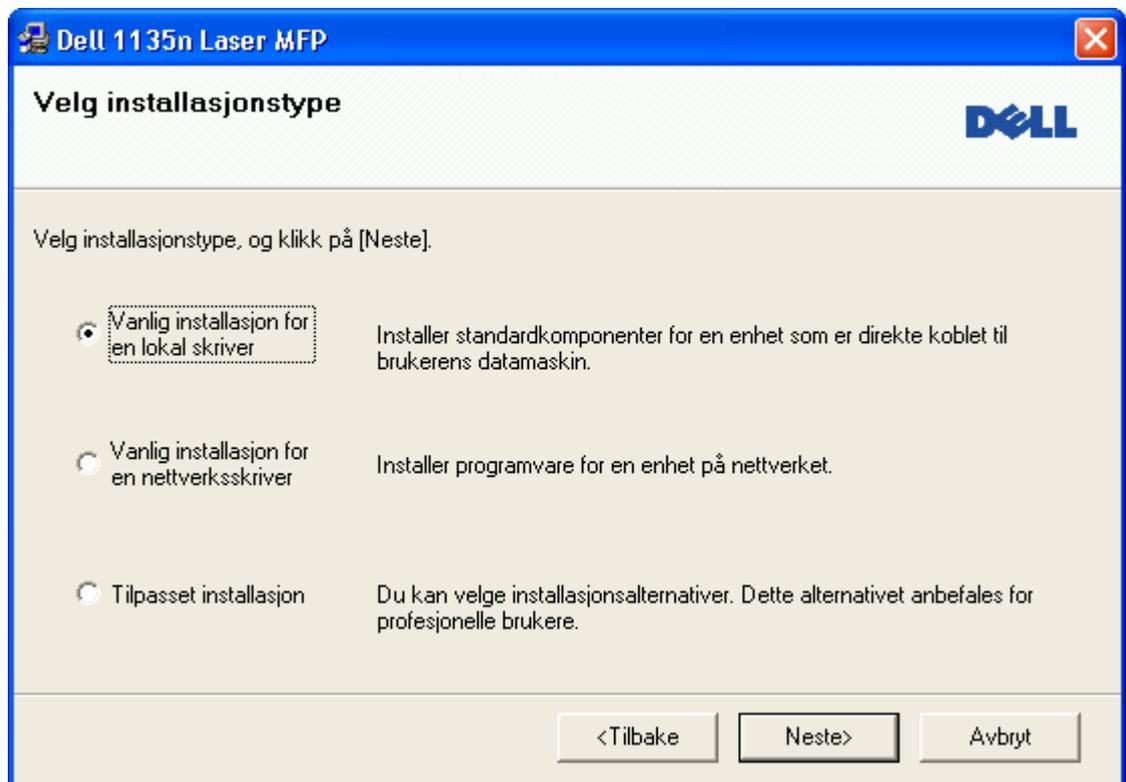 Dell 1135n Laser MFP
Velg installasjonstype
DELL
Velg installasjonstype, og klikk på [Neste].
Vanlig installasjon for
en lokal skriver
Installer standardkomponenter for en enhet som er direkte koblet til
brukerens datamaskin.
Vanlig installasjon for
en nettverksskriver
Installer programvare for en enhet på nettverket.
Tilpasset installasjon
Du kan velge installasjonsalternativer. Dette alternativet anbefales for
profesjonelle brukere.
<Tilbake
Neste>
Avbryt